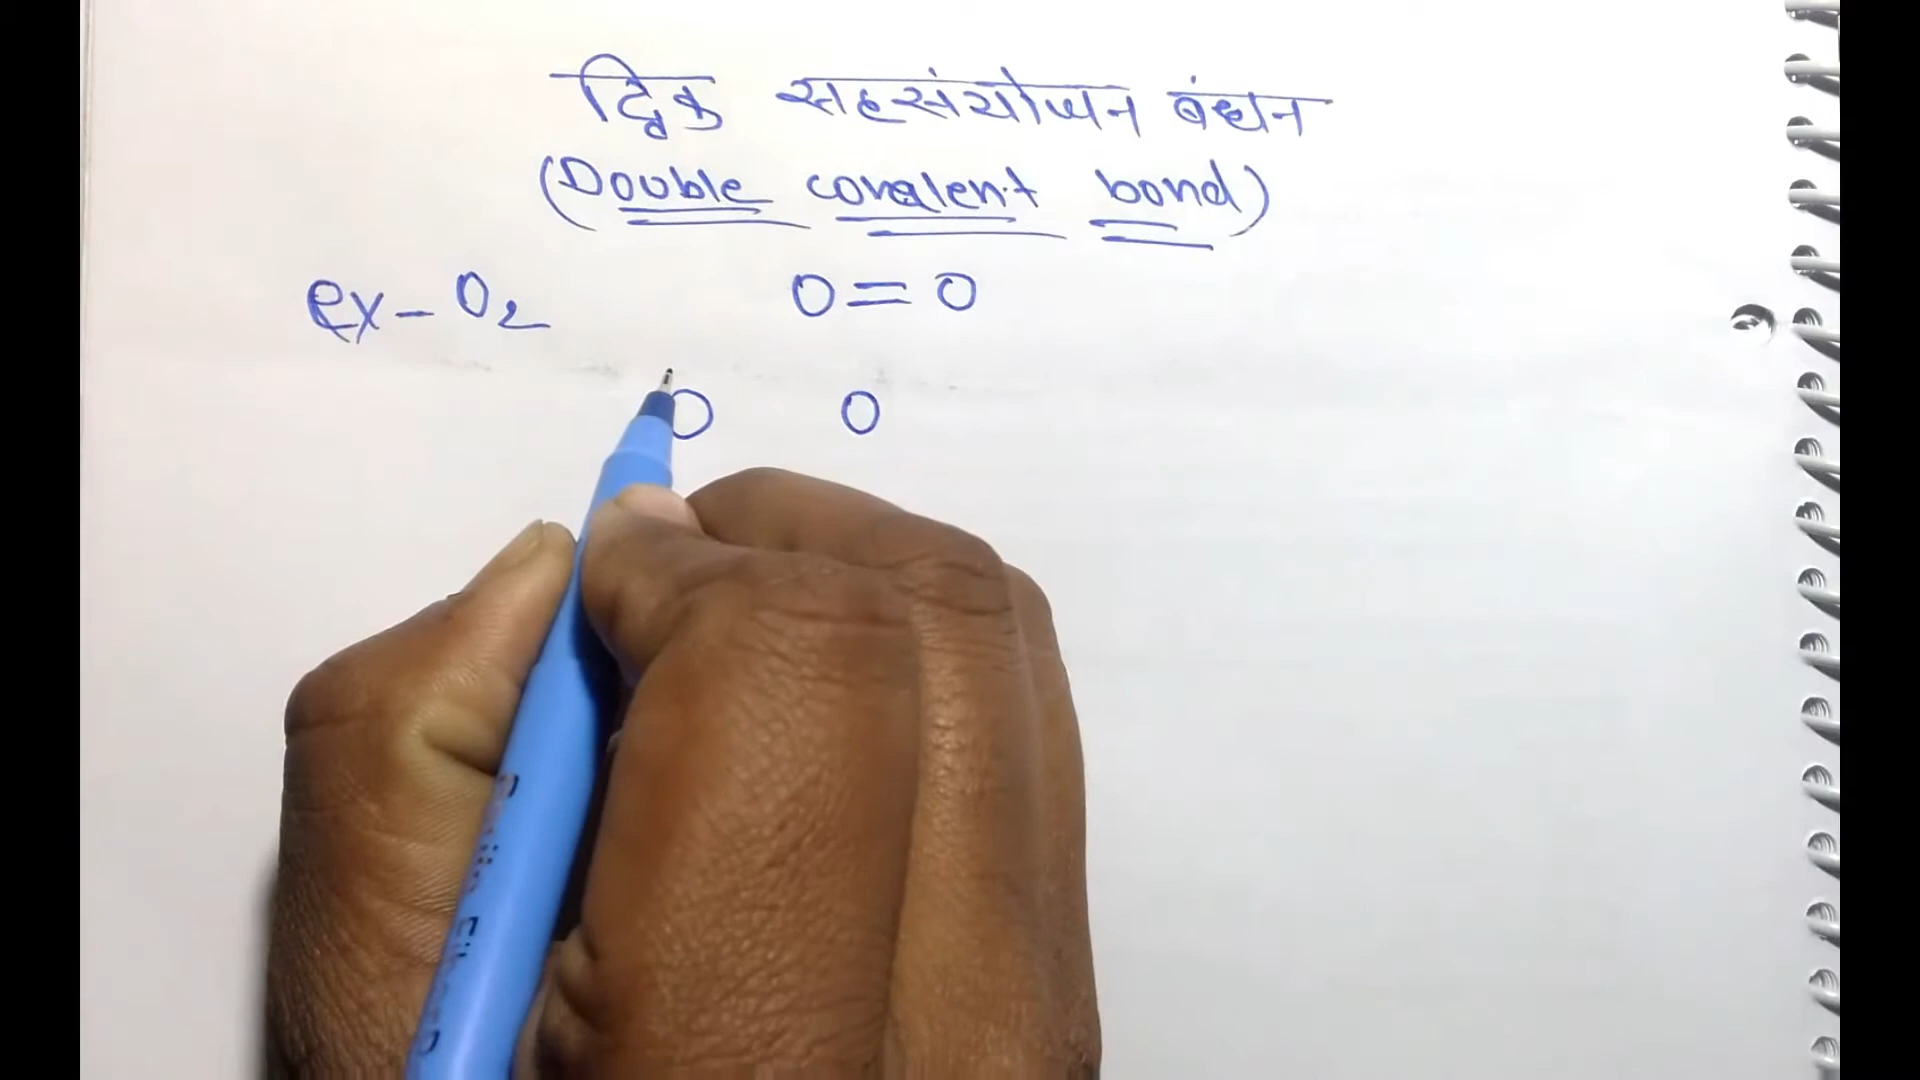 द्विक सहसंयोजन बंधन
(Double covalent bond)
ex - O2 O = O
O O